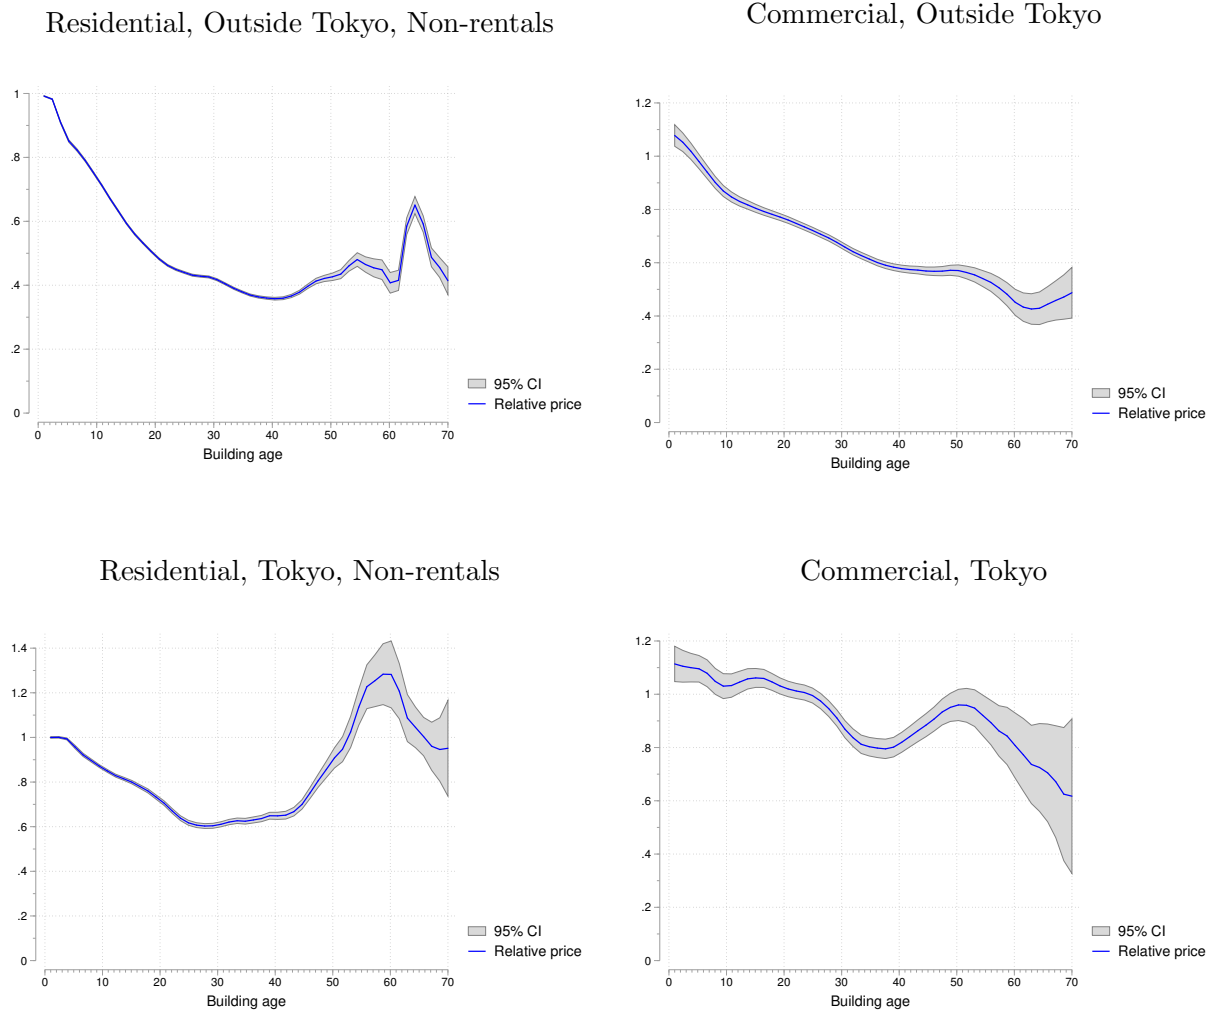 Residential, Outside Tokyo, Non-rentals
1
.8
.6
.4
.2
0
0 10 20 30 40 50 60 70
Building age
95% CI
Relative price
Commercial, Outside Tokyo
1.2
1
.8
.6
.4
.2
0
0 10 20 30 40 50 60 70
Building age
95% CI
Relative price
Residential, Tokyo, Non-rentals
1.4
1.2
1
.8
.6
.4
.2
0
0 10 20 30 40 50 60 70
Building age
95% CI
Relative price
Commercial, Tokyo
1.2
1
.8
.6
.4
.2
0
0 10 20 30 40 50 60 70
Building age
95% CI
Relative price